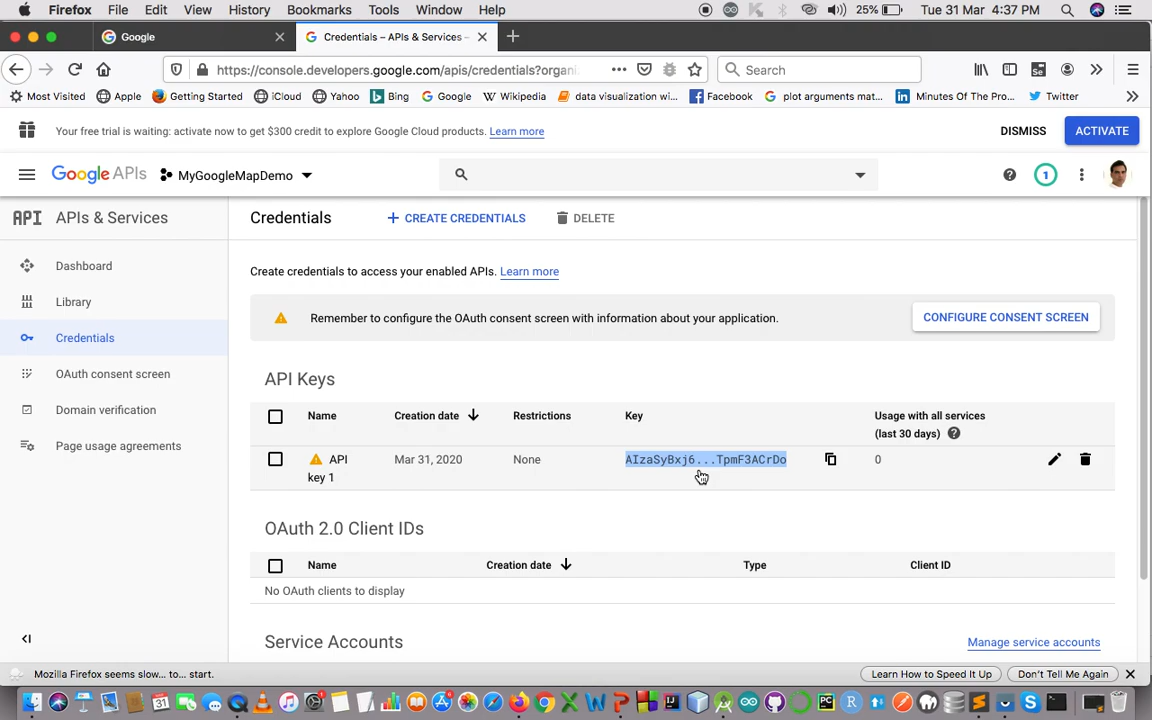 Firefox File Edit View History Bookmarks Tools Window Help 25% Tue 31 Mar 4:37 PM
Google Credentials – APIs & Services –
https://console.developers.google.com/apis/credentials?organi Search
Most Visited Apple Getting Started iCloud Yahoo Bing Google Wikipedia data visualization wi... Facebook plot arguments mat... Minutes Of The Pro... Twitter
Your free trial is waiting: activate now to get $300 credit to explore Google Cloud products. Learn more DISMISS ACTIVATE
Google APIs MyGoogleMapDemo 1
API APIs & Services Credentials + CREATE CREDENTIALS DELETE
Dashboard
Library
Credentials
OAuth consent screen
Domain verification
Page usage agreements
Create credentials to access your enabled APIs. Learn more
Remember to configure the OAuth consent screen with information about your application. CONFIGURE CONSENT SCREEN
API Keys
Name Creation date Restrictions Key Usage with all services
(last 30 days)
API Mar 31, 2020 None AIzaSyBxj6...TpmF3ACrDo 0
key 1
OAuth 2.0 Client IDs
Name Creation date Type Client ID
No OAuth clients to display
Service Accounts Manage service accounts
Mozilla Firefox seems slow... to... start. Learn How to Speed It Up Don't Tell Me Again